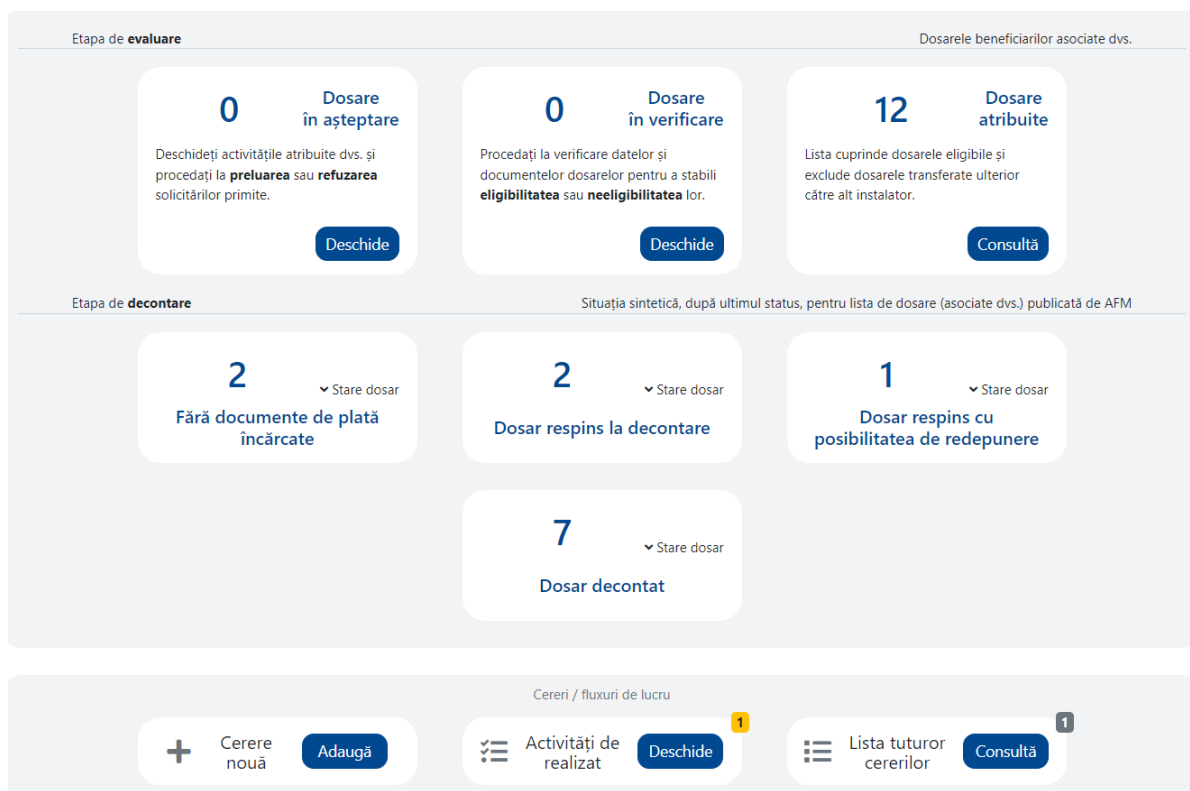 Etapa de evaluare
Dosarele beneficiarilor asociate dvs.
0
Dosare
în așteptare
Deschideți activitățile atribuite dvs. și
procedați la preluarea sau refuzarea
solicitărilor primite.
Deschide
0
Dosare
în verificare
Procedați la verificare datelor și
documentelor dosarelor pentru a stabili
eligibilitatea sau neeligibilitatea lor.
Deschide
12
Dosare
atribuite
Lista cuprinde dosarele eligibile și
exclude dosarele transferate ulterior
către alt instalator.
Consultă
Etapa de decontare
Situația sintetică, după ultimul status, pentru lista de dosare (asociate dvs.) publicată de AFM
2
Stare dosar
Fără documente de plată
încărcate
2
Stare dosar
Dosar respins la decontare
1
Stare dosar
Dosar respins cu
posibilitatea de redepunere
7
Stare dosar
Dosar decontat
Cereri / fluxuri de lucru
Cerere
nouă
Adaugă
1
Activități de
realizat
Deschide
1
Lista tuturor
cererilor
Consultă